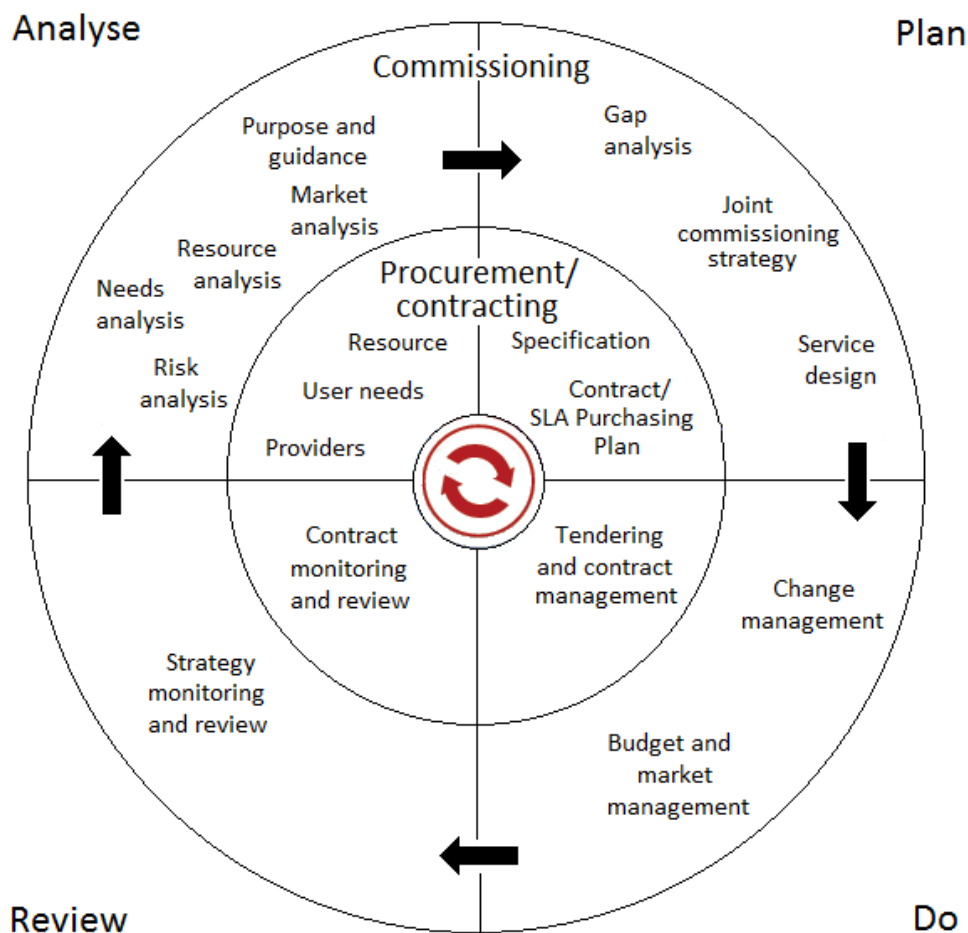 Analyse
Plan
Commissioning
Purpose and
guidance
Market
analysis
Resource
analysis
Needs
analysis
Risk
analysis
Gap
analysis
Joint
commissioning
strategy
Service
design
Procurement/
contracting
Resource
User needs
Providers
Specification
Contract/
SLA Purchasing
Plan
Contract
monitoring
and review
Tendering
and contract
management
Change
management
Strategy
monitoring
and review
Budget and
market
management
Review
Do